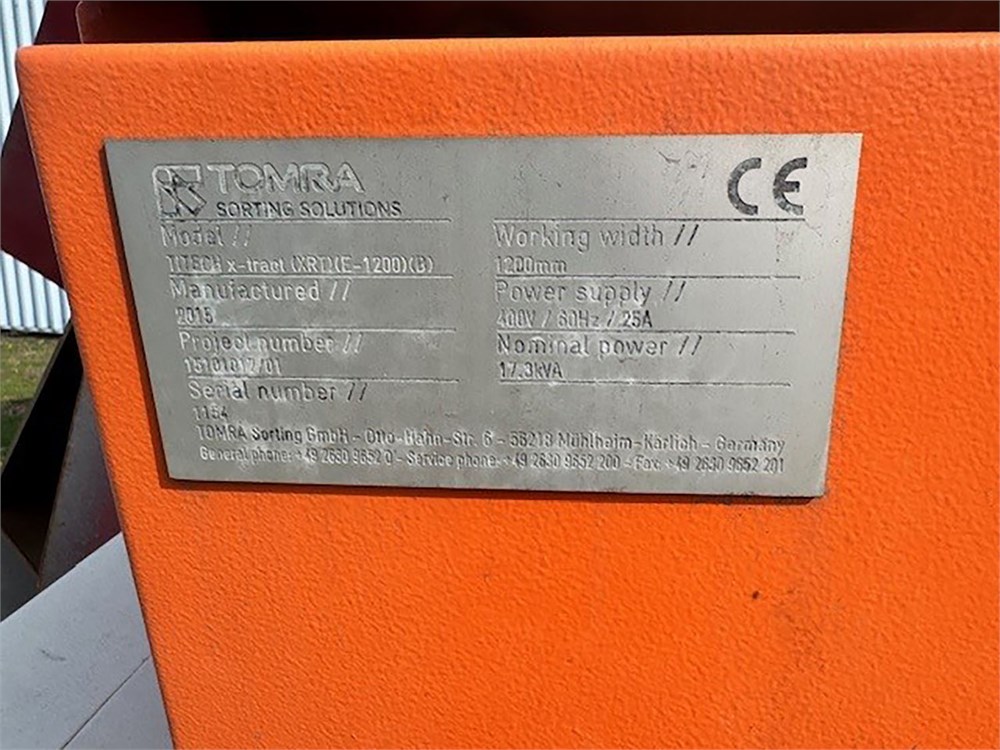 TOMRA
SORTING SOLUTIONS
CE
Model //
TITECH x-tract (XRT)(E-1200)(B)
Manufactured //
2015
Project number //
15101017/01
Serial number //
1154
Working width //
1200mm
Power supply //
400V / 60Hz / 25A
Nominal power //
17.3kVA
TOMRA Sorting GmbH - Otto-Hahn-Str. 6 - 56218 Mühlheim-Kärlich - Germany
General phone: +49 2630 9652 0 - Service phone: +49 2630 9652 200 - Fax: +49 2630 9652 201